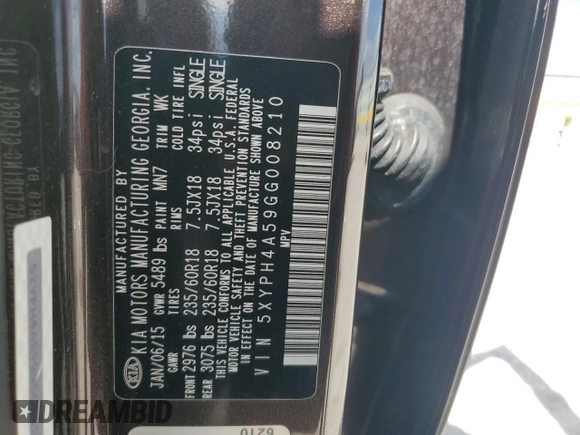 MANUFACTURED BY
KIA MOTORS MANUFACTURING GEORGIA, INC.
KIA
JAN/06/15 GVWR 5489 lbs PAINT MN7 TRIM WK
GAWR TIRES RIMS COLD TIRE INFL
FRONT 2976 lbs 235/60R18 7.5JX18 34psi SINGLE
REAR 3075 lbs 235/60R18 7.5JX18 34psi SINGLE
THIS VEHICLE CONFORMS TO ALL APPLICABLE U.S.A. FEDERAL
MOTOR VEHICLE SAFETY AND THEFT PREVENTION STANDARDS
IN EFFECT ON THE DATE OF MANUFACTURE SHOWN ABOVE
VIN 5XYPH4A59GG008210
MPV
6210
DREAMBID